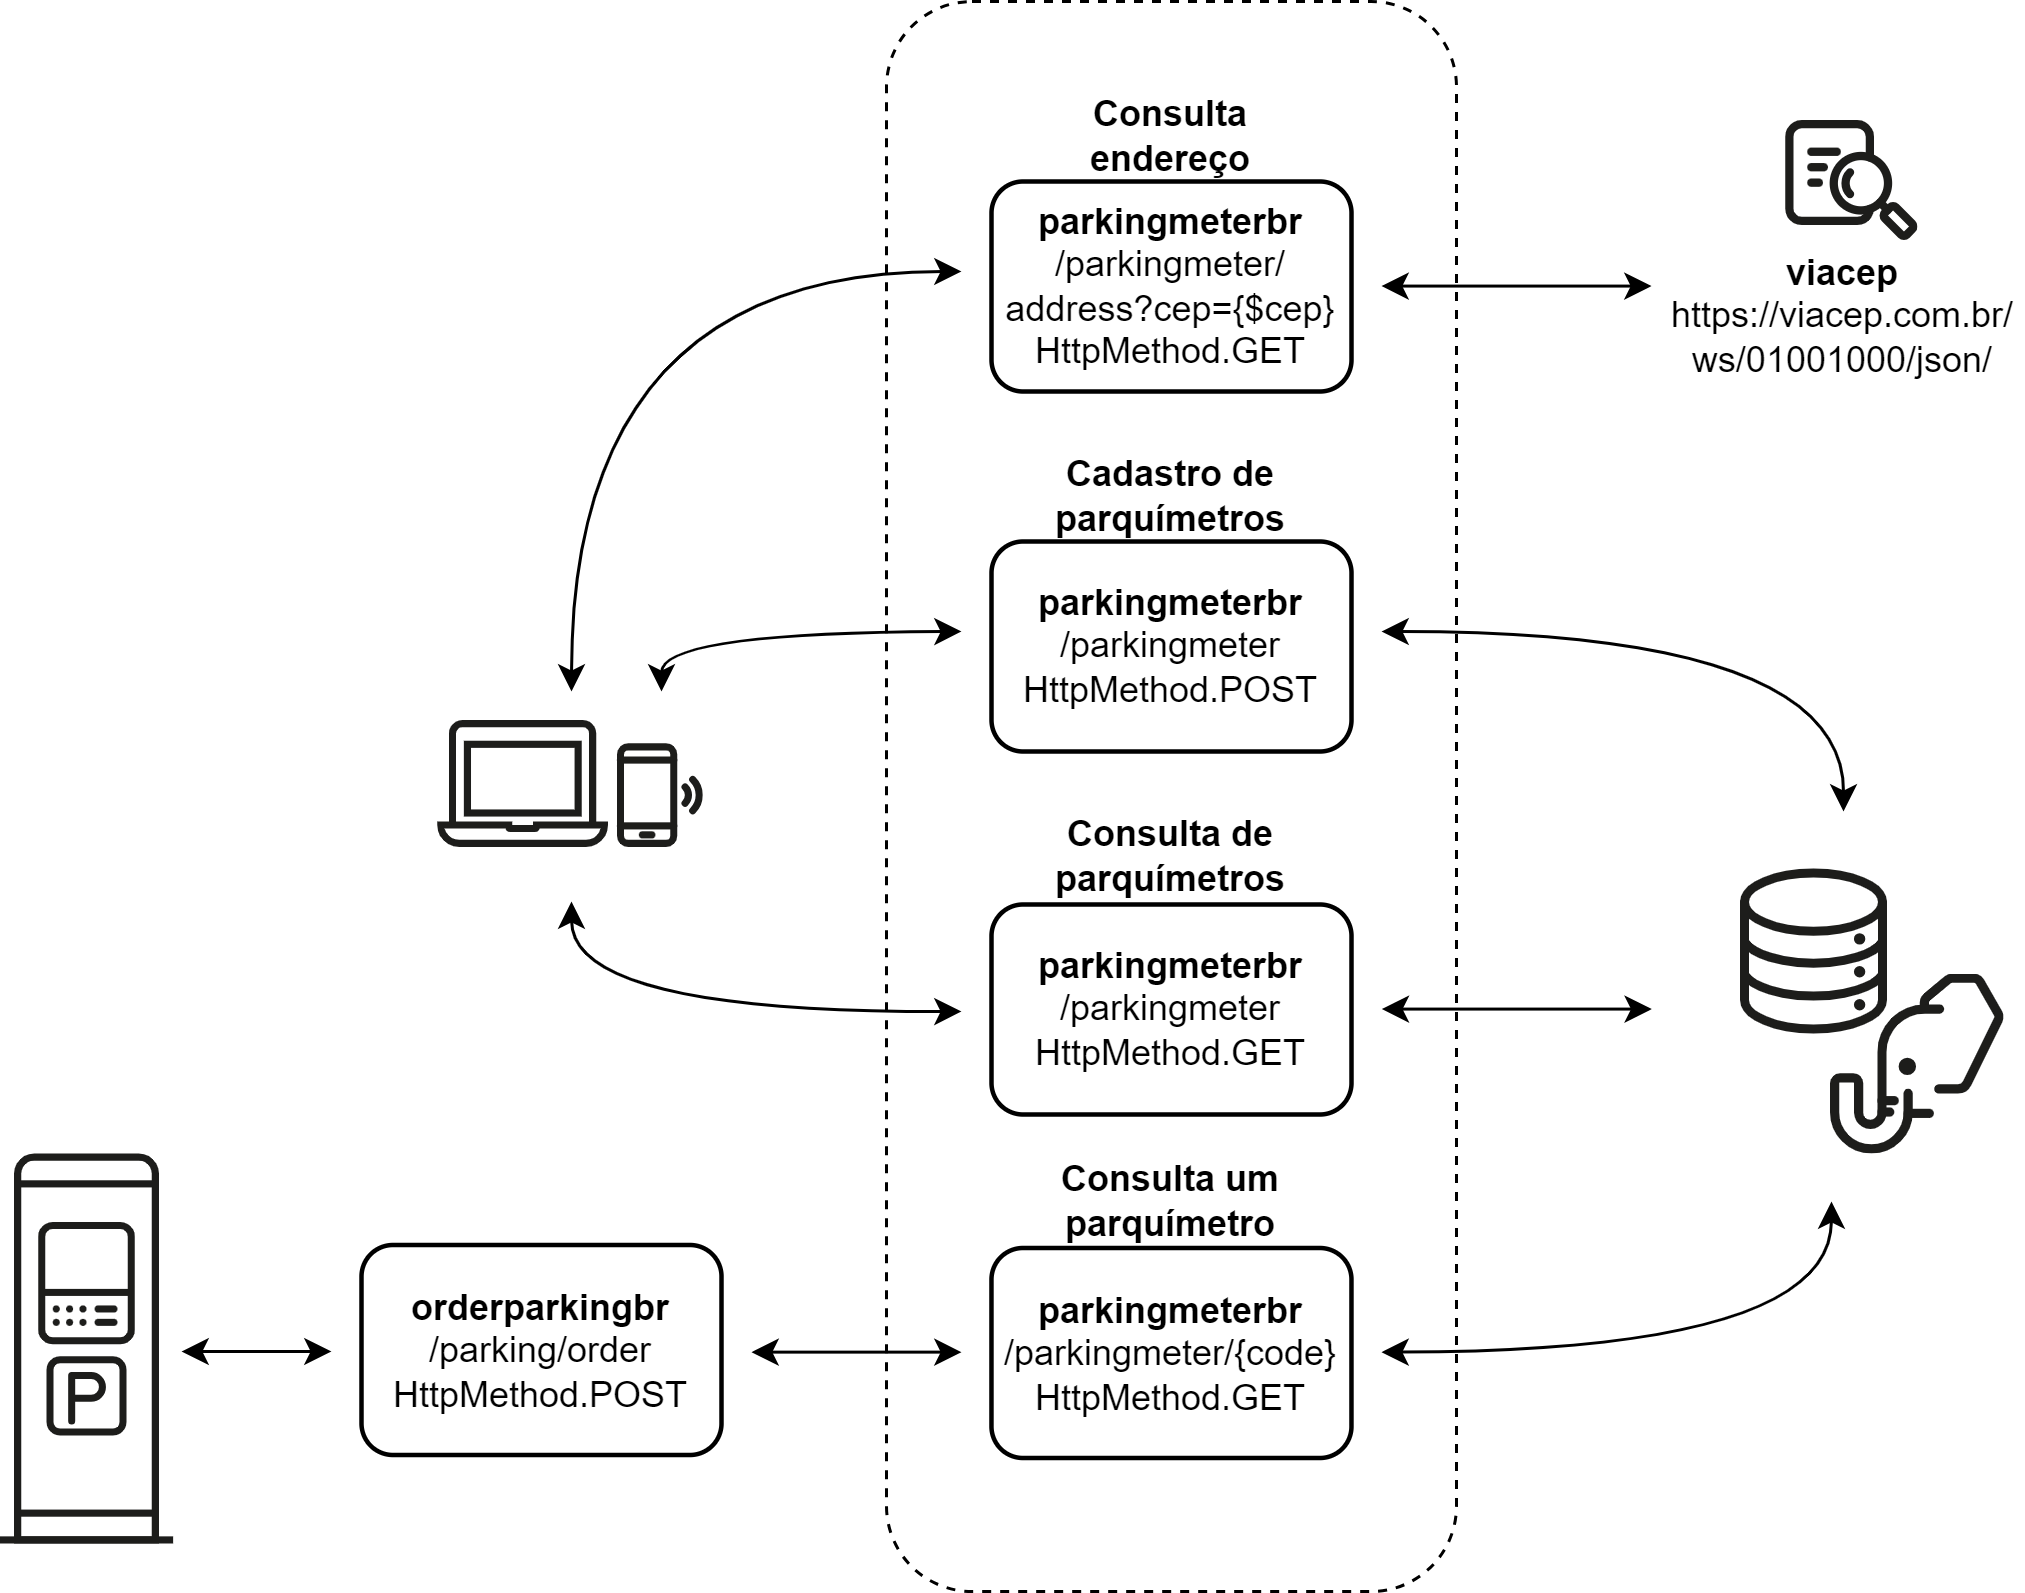 Consulta
endereço
parkingmeterbr
/parkingmeter/
address?cep={$cep}
HttpMethod.GET
viacep
https://viacep.com.br/
ws/01001000/json/
Cadastro de
parquímetros
parkingmeterbr
/parkingmeter
HttpMethod.POST
Consulta de
parquímetros
parkingmeterbr
/parkingmeter
HttpMethod.GET
P
orderparkingbr
/parking/order
HttpMethod.POST
Consulta um
parquímetro
parkingmeterbr
/parkingmeter/{code}
HttpMethod.GET